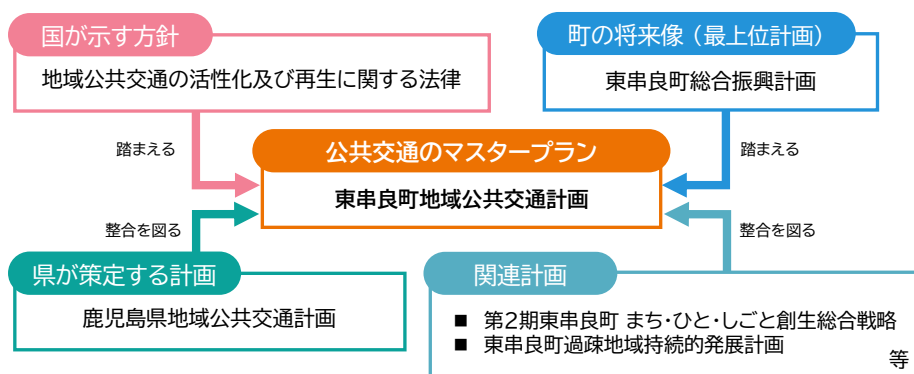 国が示す方針
地域公共交通の活性化及び再生に関する法律
町の将来像（最上位計画）
東串良町総合振興計画
踏まえる
踏まえる
公共交通のマスタープラン
東串良町地域公共交通計画
整合を図る
整合を図る
県が策定する計画
鹿児島県地域公共交通計画
関連計画
■ 第2期東串良町 まち・ひと・しごと創生総合戦略
■ 東串良町過疎地域持続的発展計画
等